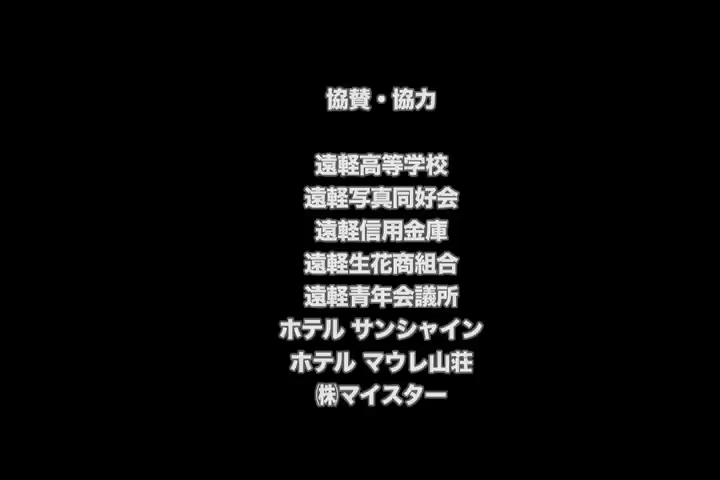 協賛・協力
遠軽高等学校
遠軽写真同好会
遠軽信用金庫
遠軽生花商組合
遠軽青年会議所
ホテル サンシャイン
ホテル マウレ山荘
㈱マイスター